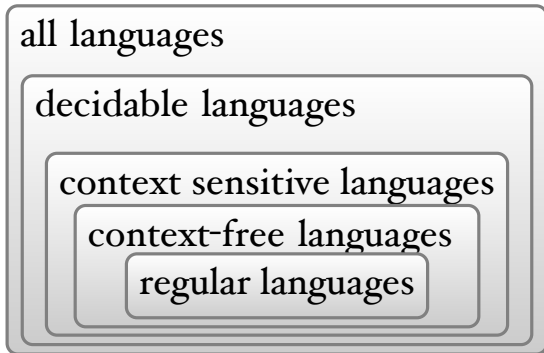 all languages
decidable languages
context sensitive languages
context-free languages
regular languages